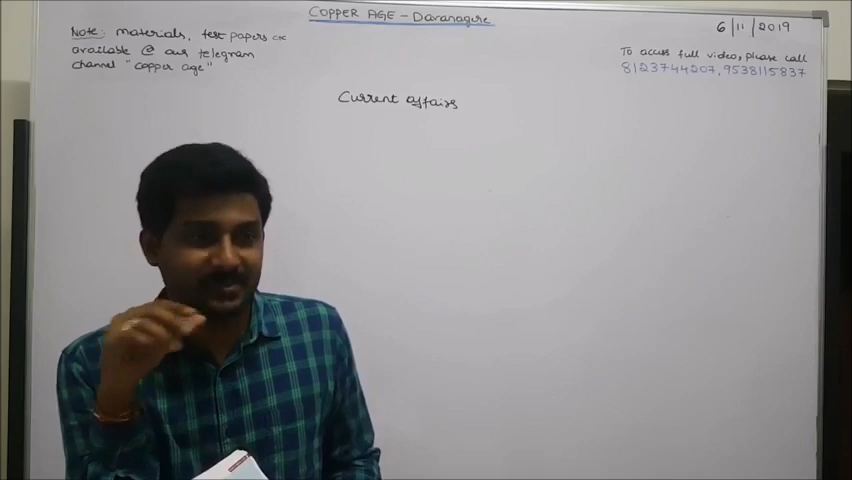 COPPER AGE - Davanagere
6/11/2019
Note: materials, test papers etc
available @ our telegram
channel "copper age"
To access full video, please call
8123744207, 9538115837
Current affairs